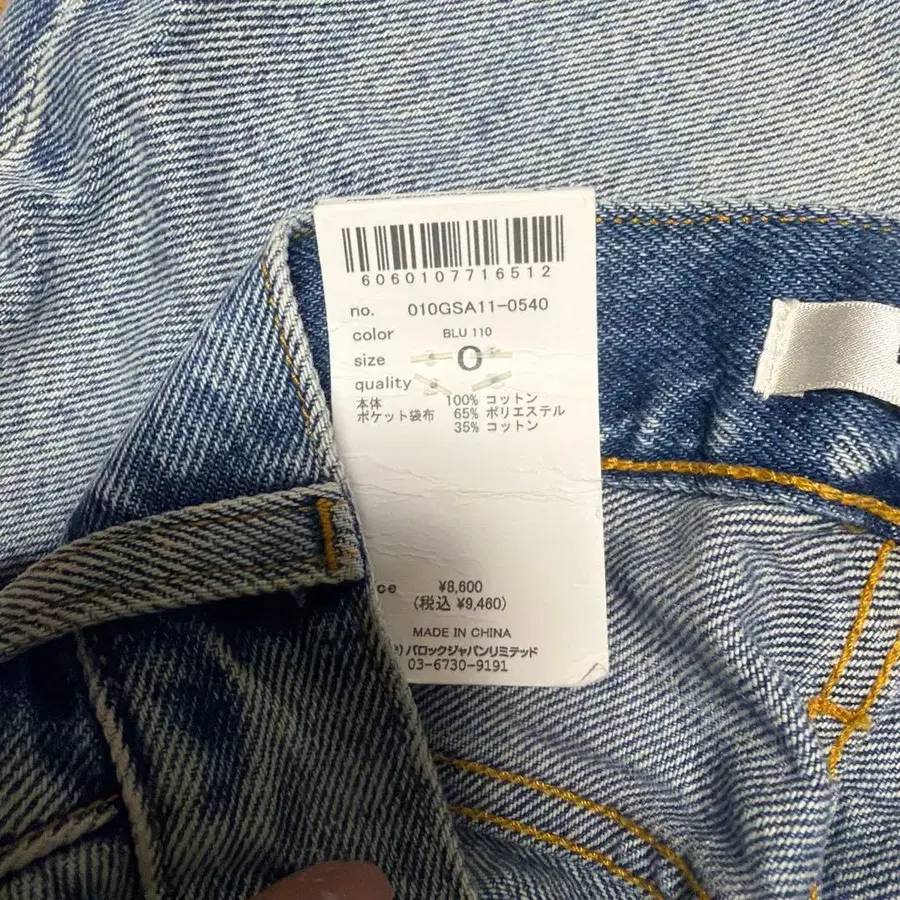 6060107716512
no. 010GSA11-0540
color BLU 110
size 0
quality
本体 100% コットン
ポケット袋布 65% ポリエステル
35% コットン
¥8,600
(税込 ¥9,460)
MADE IN CHINA
バロックジャパンリミテッド
03-6730-9191